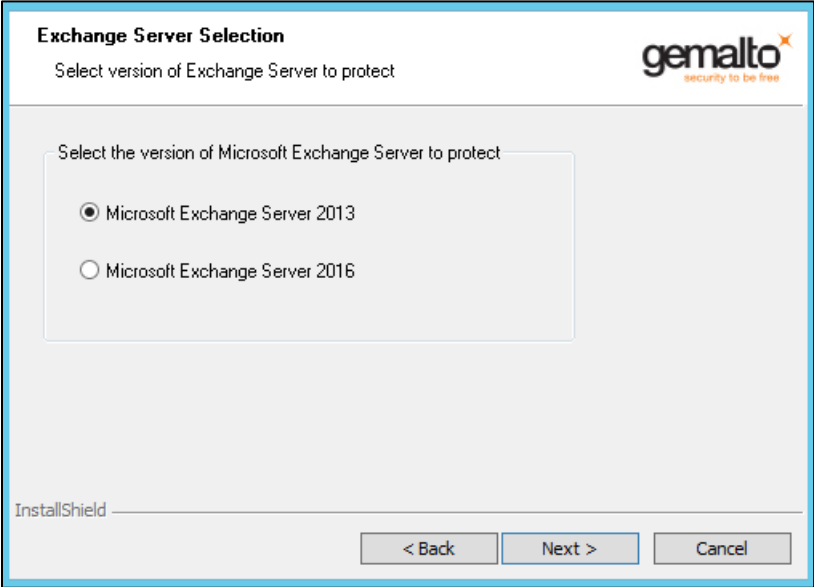 Exchange Server Selection
Select version of Exchange Server to protect
gemalto
security to be free
Select the version of Microsoft Exchange Server to protect
Microsoft Exchange Server 2013
Microsoft Exchange Server 2016
InstallShield
< Back
Next >
Cancel